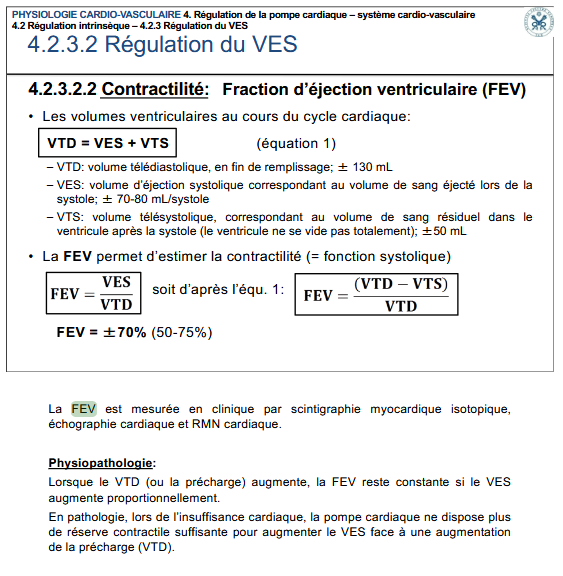 PHYSIOLOGIE CARDIO-VASCULAIRE 4. Régulation de la pompe cardiaque – système cardio-vasculaire
4.2 Régulation intrinsèque – 4.2.3 Régulation du VES
4.2.3.2 Régulation du VES
4.2.3.2.2 Contractilité: Fraction d'éjection ventriculaire (FEV)
• Les volumes ventriculaires au cours du cycle cardiaque:
VTD = VES + VTS (équation 1)
– VTD: volume télédiastolique, en fin de remplissage; ± 130 mL
– VES: volume d'éjection systolique correspondant au volume de sang éjecté lors de la
systole; ± 70-80 mL/systole
– VTS: volume télésystolique, correspondant au volume de sang résiduel dans le
ventricule après la systole (le ventricule ne se vide pas totalement); ±50 mL
• La FEV permet d'estimer la contractilité (= fonction systolique)
FEV = VES / VTD soit d'après l'équ. 1: FEV = (VTD − VTS) / VTD
FEV = ±70% (50-75%)
La FEV est mesurée en clinique par scintigraphie myocardique isotopique,
échographie cardiaque et RMN cardiaque.
Physiopathologie:
Lorsque le VTD (ou la précharge) augmente, la FEV reste constante si le VES
augmente proportionnellement.
En pathologie, lors de l'insuffisance cardiaque, la pompe cardiaque ne dispose plus
de réserve contractile suffisante pour augmenter le VES face à une augmentation
de la précharge (VTD).